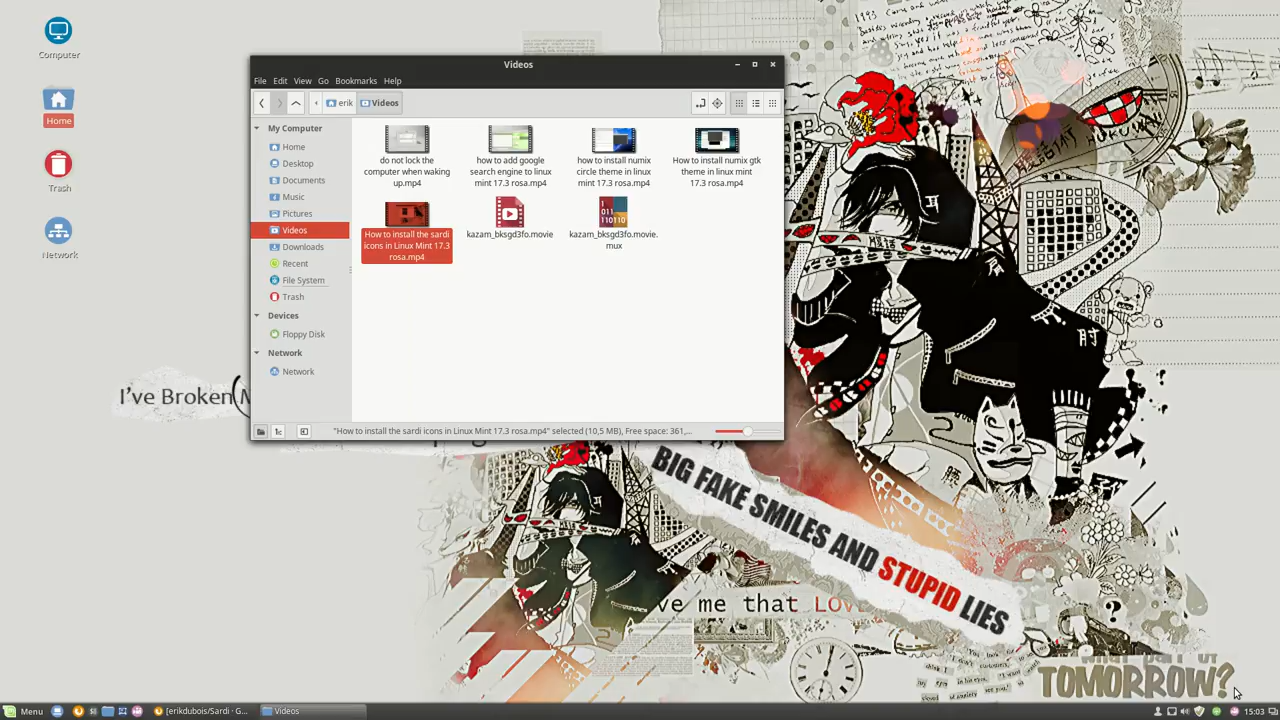 Computer
Home
Trash
Network
Videos
File Edit View Go Bookmarks Help
erik Videos
My Computer
Home
Desktop
Documents
Music
Pictures
Videos
Downloads
Recent
File System
Trash
Devices
Floppy Disk
Network
Network
do not lock the
computer when waking
up.mp4
how to add google
search engine to linux
mint 17.3 rosa.mp4
how to install numix
circle theme in linux
mint 17.3 rosa.mp4
How to install numix gtk
theme in linux mint
17.3 rosa.mp4
How to install the sardi
icons in Linux Mint 17.3
rosa.mp4
kazam_bksgd3fo.movie
kazam_bksgd3fo.movie.
mux
"How to install the sardi icons in Linux Mint 17.3 rosa.mp4" selected (10,5 MB), Free space: 361,...
1993
I've Broken
BIG FAKE SMILES AND STUPID LIES
ve me that LOV
what part of
TOMORROW?
Menu
[erikdubois/Sardi - G...
Videos
15:03